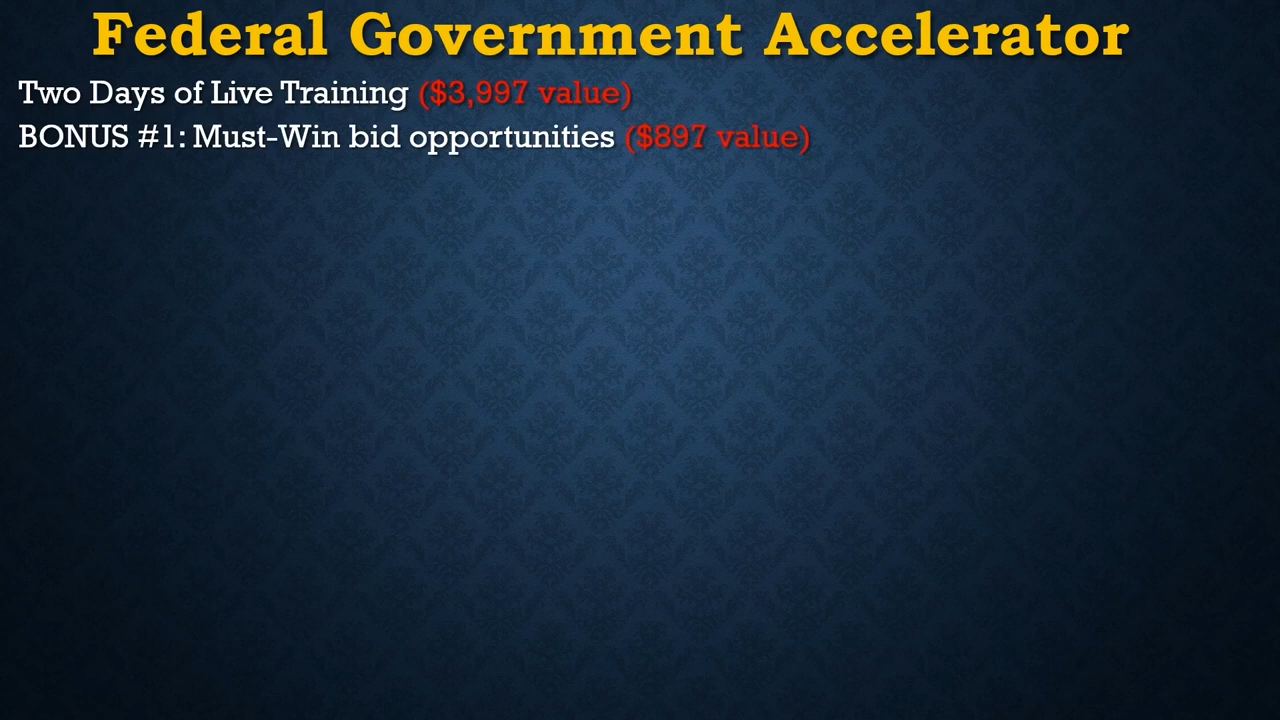 Federal Government Accelerator
Two Days of Live Training ($3,997 value)
BONUS #1: Must-Win bid opportunities ($897 value)